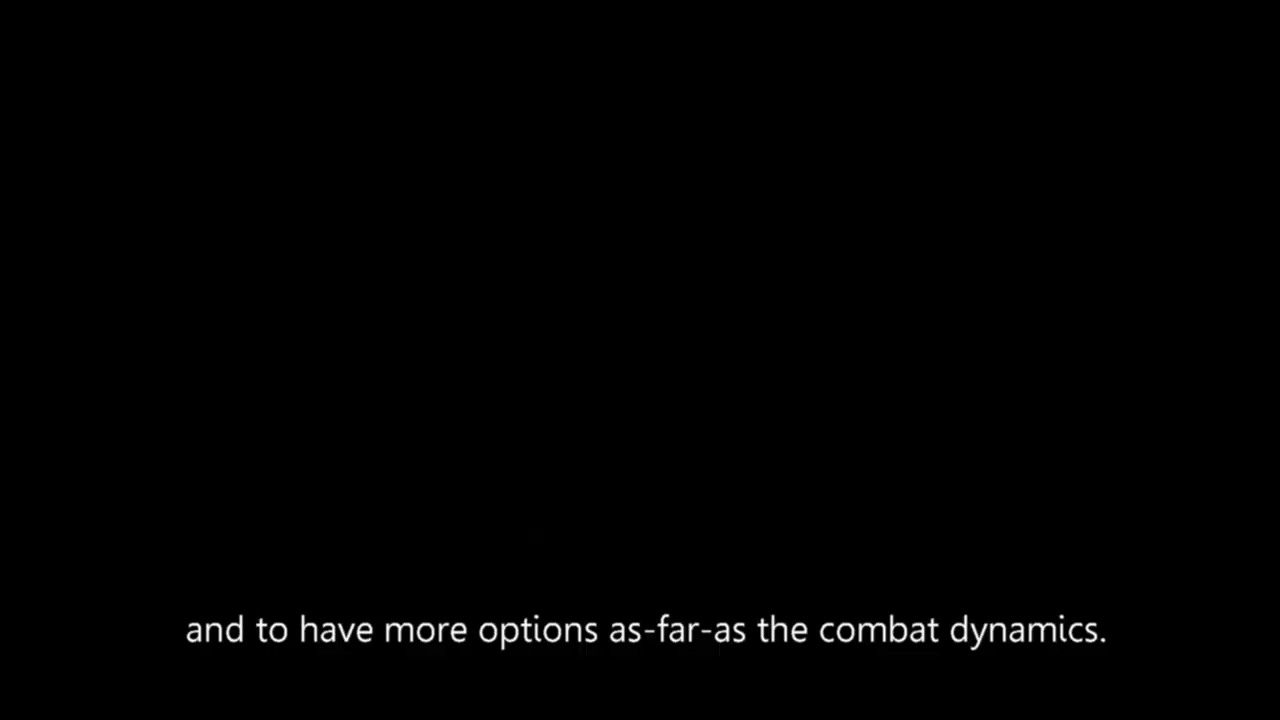 and to have more options as-far-as the combat dynamics.